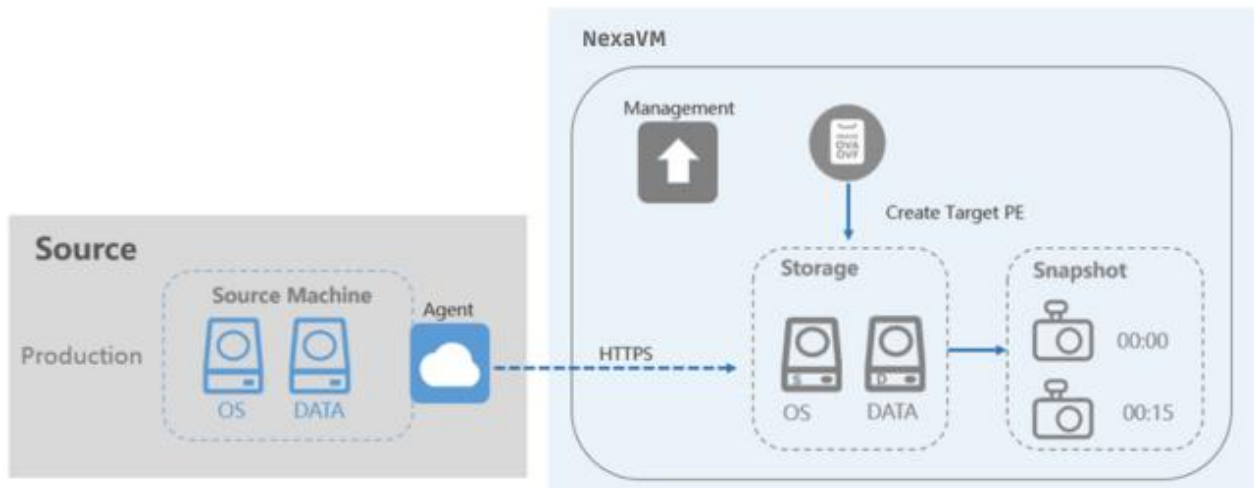 NexaVM
Management
OVA
OVF
Create Target PE
Source
Source Machine
Agent
Production
OS
DATA
HTTPS
Storage
S
D
OS
DATA
Snapshot
00:00
00:15